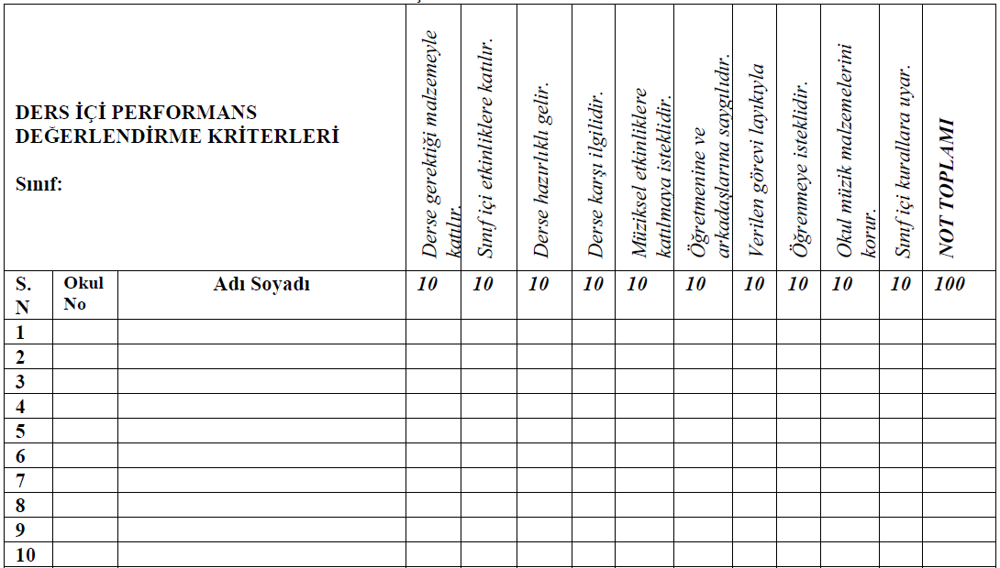 DERS İÇİ PERFORMANS
DEĞERLENDİRME KRİTERLERİ
Sınıf:
Derse gerektiği malzemeyle
katılır.
Sınıf içi etkinliklere katılır.
Derse hazırlıklı gelir.
Derse karşı ilgilidir.
Müziksel etkinliklere
katılmaya isteklidir.
Öğretmenine ve
arkadaşlarına saygılıdır.
Verilen görevi layıkıyla
Öğrenmeye isteklidir.
Okul müzik malzemelerini
korur.
Sınıf içi kurallara uyar.
NOT TOPLAMI
S.
N
Okul
No
Adı Soyadı
10 10 10 10 10 10 10 10 10 10 100
1
2
3
4
5
6
7
8
9
10